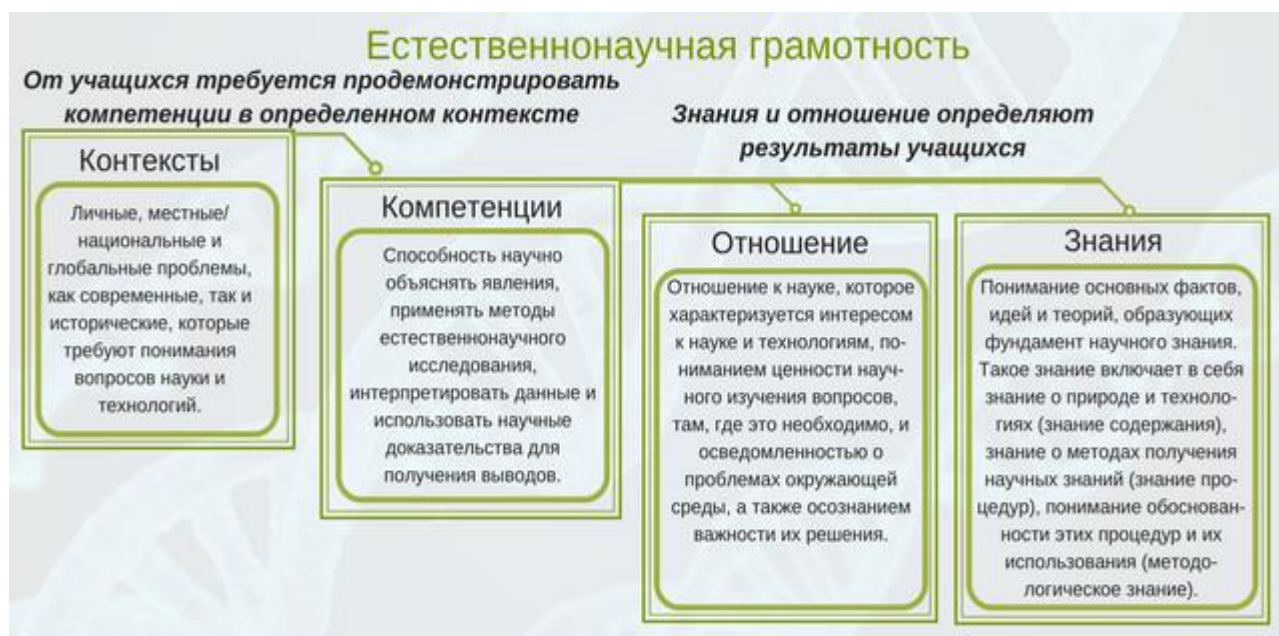 Естественнонаучная грамотность
От учащихся требуется продемонстрировать
компетенции в определенном контексте
Знания и отношение определяют
результаты учащихся
Контексты
Личные, местные/
национальные и
глобальные проблемы,
как современные, так и
исторические, которые
требуют понимания
вопросов науки и
технологий.
Компетенции
Способность научно
объяснять явления,
применять методы
естественнонаучного
исследования,
интерпретировать данные и
использовать научные
доказательства для
получения выводов.
Отношение
Отношение к науке, которое
характеризуется интересом
к науке и технологиям, по-
ниманием ценности науч-
ного изучения вопросов,
там, где это необходимо, и
осведомленностью о
проблемах окружающей
среды, а также осознанием
важности их решения.
Знания
Понимание основных фактов,
идей и теорий, образующих
фундамент научного знания.
Такое знание включает в себя
знание о природе и техноло-
гиях (знание содержания),
знание о методах получения
научных знаний (знание про-
цедур), понимание обоснован-
ности этих процедур и их
использования (методо-
логическое знание).